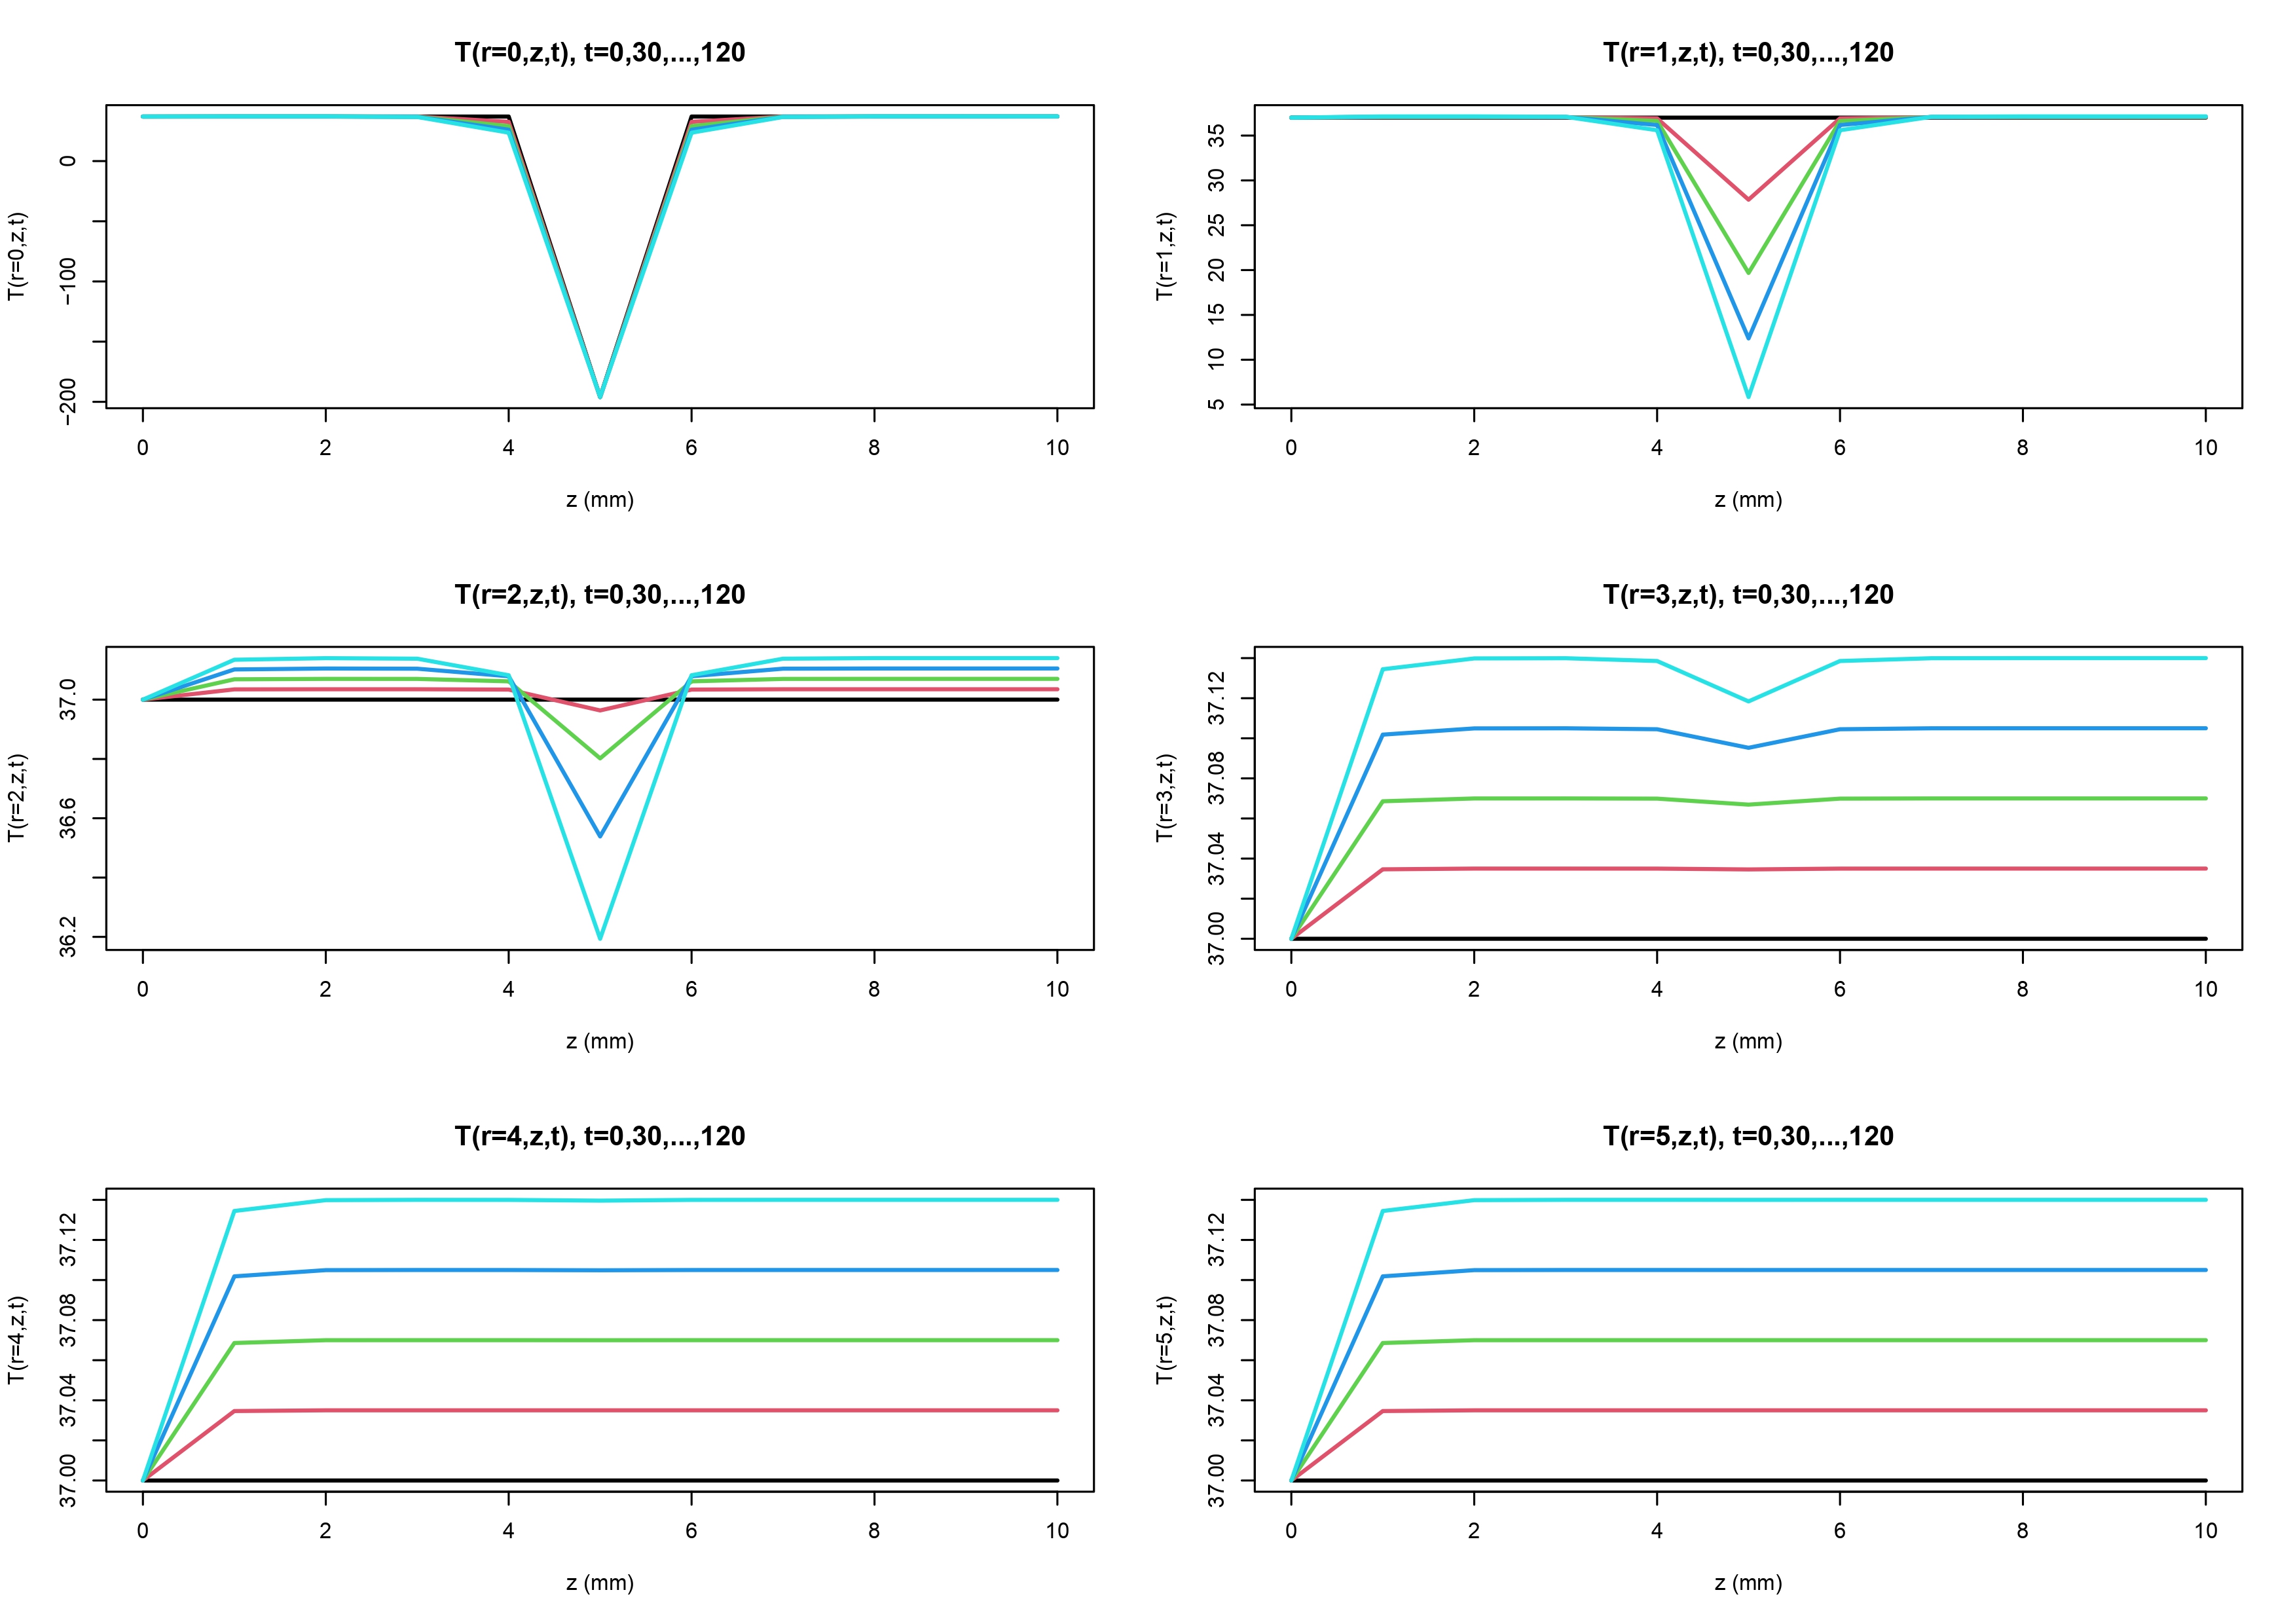 T(r=0,z,t), t=0,30,...,120
T(r=0,z,t)
0
−100
−200
0 2 4 6 8 10
z (mm)
T(r=1,z,t), t=0,30,...,120
T(r=1,z,t)
35
30
25
20
15
10
5
0 2 4 6 8 10
z (mm)
T(r=2,z,t), t=0,30,...,120
T(r=2,z,t)
37.0
36.6
36.2
0 2 4 6 8 10
z (mm)
T(r=3,z,t), t=0,30,...,120
T(r=3,z,t)
37.12
37.08
37.04
37.00
0 2 4 6 8 10
z (mm)
T(r=4,z,t), t=0,30,...,120
T(r=4,z,t)
37.12
37.08
37.04
37.00
0 2 4 6 8 10
z (mm)
T(r=5,z,t), t=0,30,...,120
T(r=5,z,t)
37.12
37.08
37.04
37.00
0 2 4 6 8 10
z (mm)